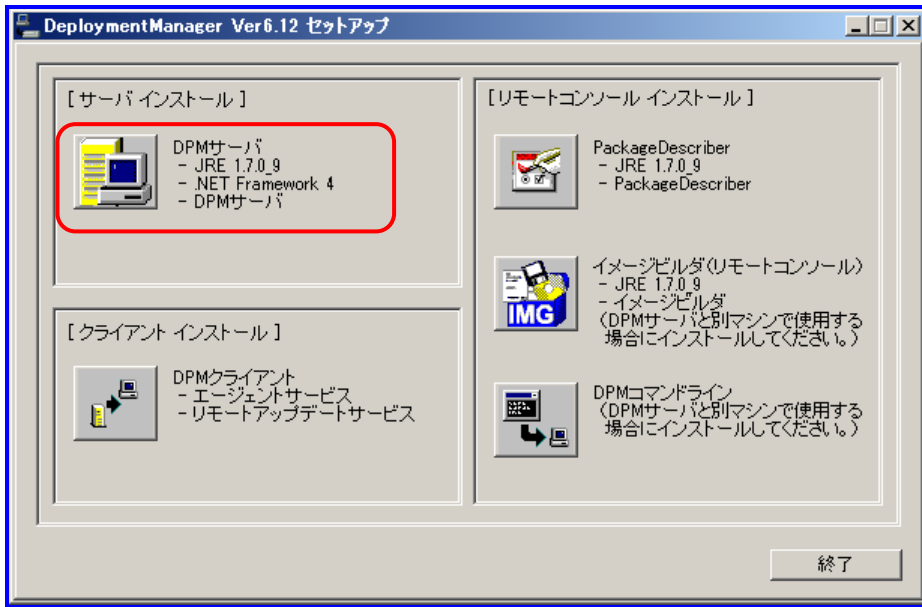 DeploymentManager Ver6.12 セットアップ
[サーバ インストール]
DPMサーバ
- JRE 1.7.0_9
- .NET Framework 4
- DPMサーバ
[クライアント インストール]
DPMクライアント
- エージェントサービス
- リモートアップデートサービス
[リモートコンソール インストール]
PackageDescriber
- JRE 1.7.0_9
- PackageDescriber
IMG
イメージビルダ(リモートコンソール)
- JRE 1.7.0_9
- イメージビルダ
(DPMサーバと別マシンで使用する
場合にインストールしてください。)
DPMコマンドライン
(DPMサーバと別マシンで使用する
場合にインストールしてください。)
終了